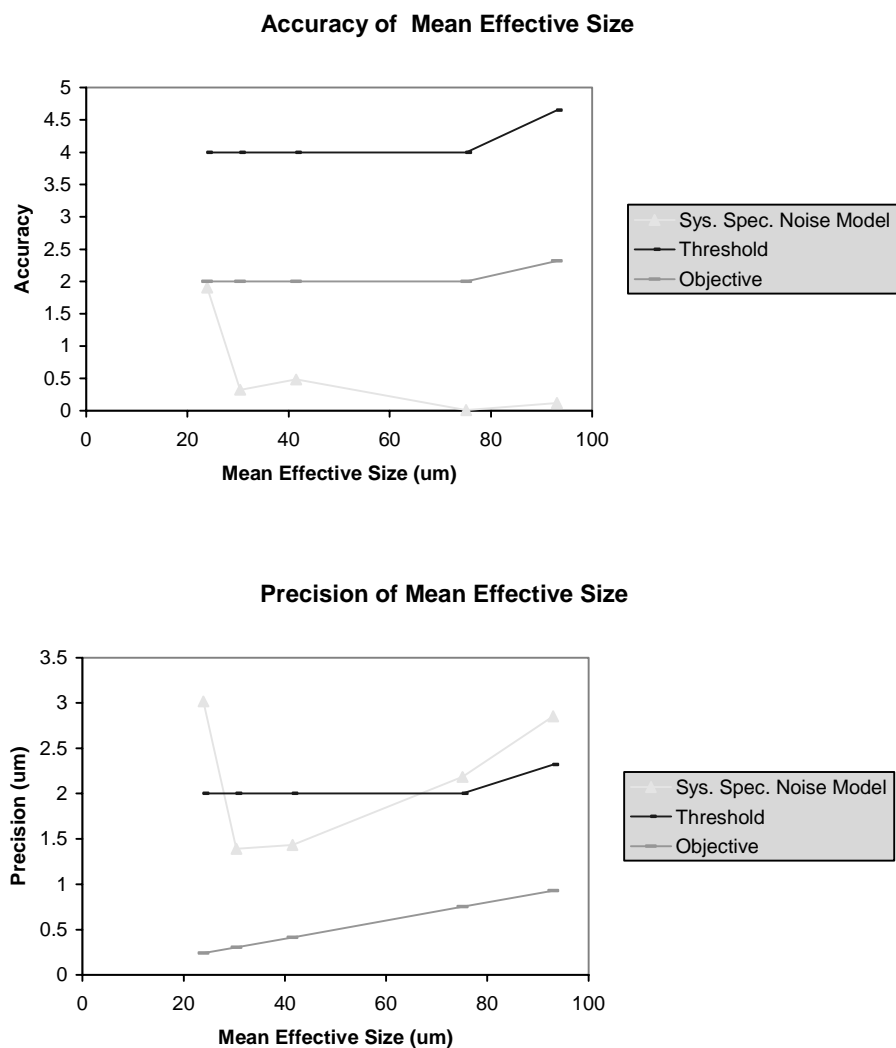 Accuracy of Mean Effective Size
5
4.5
4
3.5
3
2.5
2
1.5
1
0.5
0
Accuracy
0 20 40 60 80 100
Mean Effective Size (um)
Sys. Spec. Noise Model
Threshold
Objective
Precision of Mean Effective Size
3.5
3
2.5
2
1.5
1
0.5
0
Precision (um)
0 20 40 60 80 100
Mean Effective Size (um)
Sys. Spec. Noise Model
Threshold
Objective